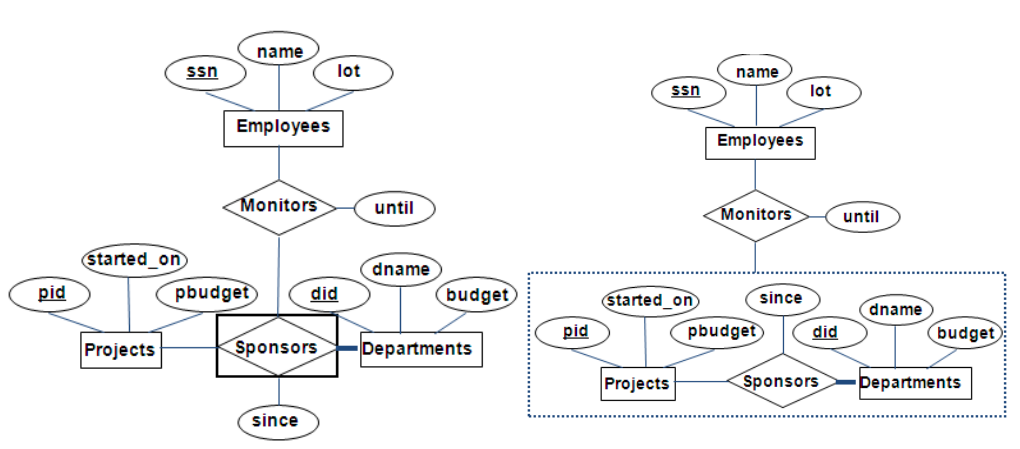 name
ssn
lot
Employees
Monitors
until
started_on
pid
pbudget
dname
did
budget
Projects
Sponsors
Departments
since
name
ssn
lot
Employees
Monitors
until
started_on
since
dname
pid
pbudget
did
budget
Projects
Sponsors
Departments